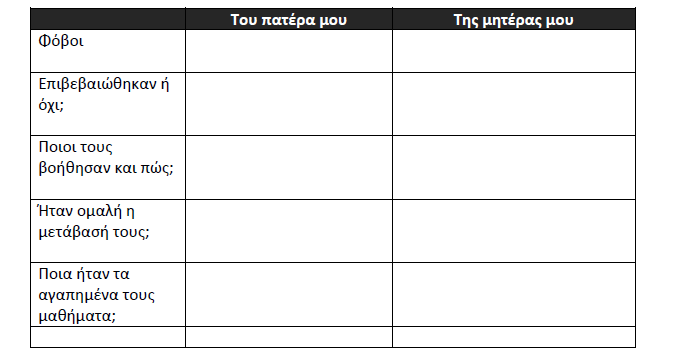 Του πατέρα μου Της μητέρας μου
Φόβοι
Επιβεβαιώθηκαν ή
όχι;
Ποιοι τους
βοήθησαν και πώς;
Ήταν ομαλή η
μετάβασή τους;
Ποια ήταν τα
αγαπημένα τους
μαθήματα;